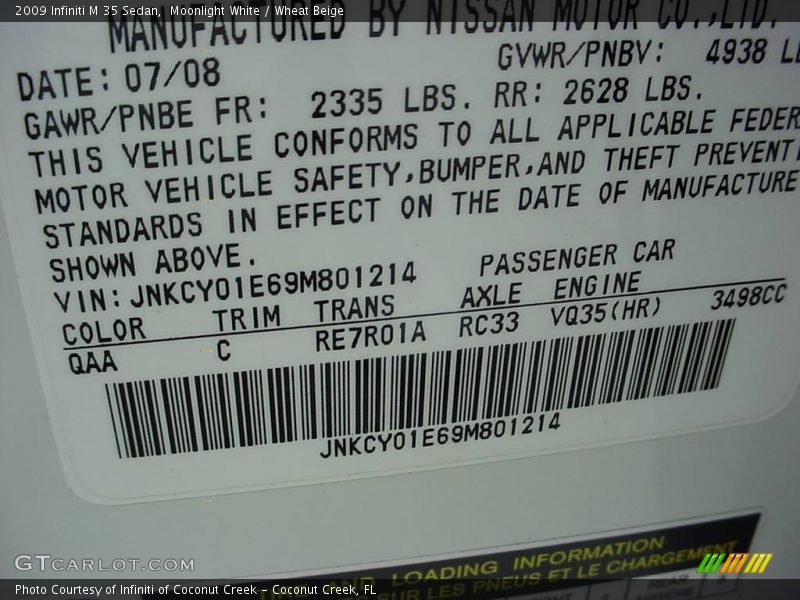 2009 Infiniti M 35 Sedan, Moonlight White / Wheat Beige
MANUFACTURED BY NISSAN MOTOR CO.,LTD.
DATE: 07/08 GVWR/PNBV: 4938
GAWR/PNBE FR: 2335 LBS. RR: 2628 LBS.
THIS VEHICLE CONFORMS TO ALL APPLICABLE FEDER
MOTOR VEHICLE SAFETY,BUMPER,AND THEFT PREVENT
STANDARDS IN EFFECT ON THE DATE OF MANUFACTURE
SHOWN ABOVE.
VIN:JNKCY01E69M801214 PASSENGER CAR
COLOR TRIM TRANS AXLE ENGINE
QAA C RE7R01A RC33 VQ35(HR) 3498CC
JNKCY01E69M801214
AND LOADING INFORMATION
SUR LES PNEUS ET LE CHARGEMENT
REAR
GTCARLOT.COM
Photo Courtesy of Infiniti of Coconut Creek – Coconut Creek, FL